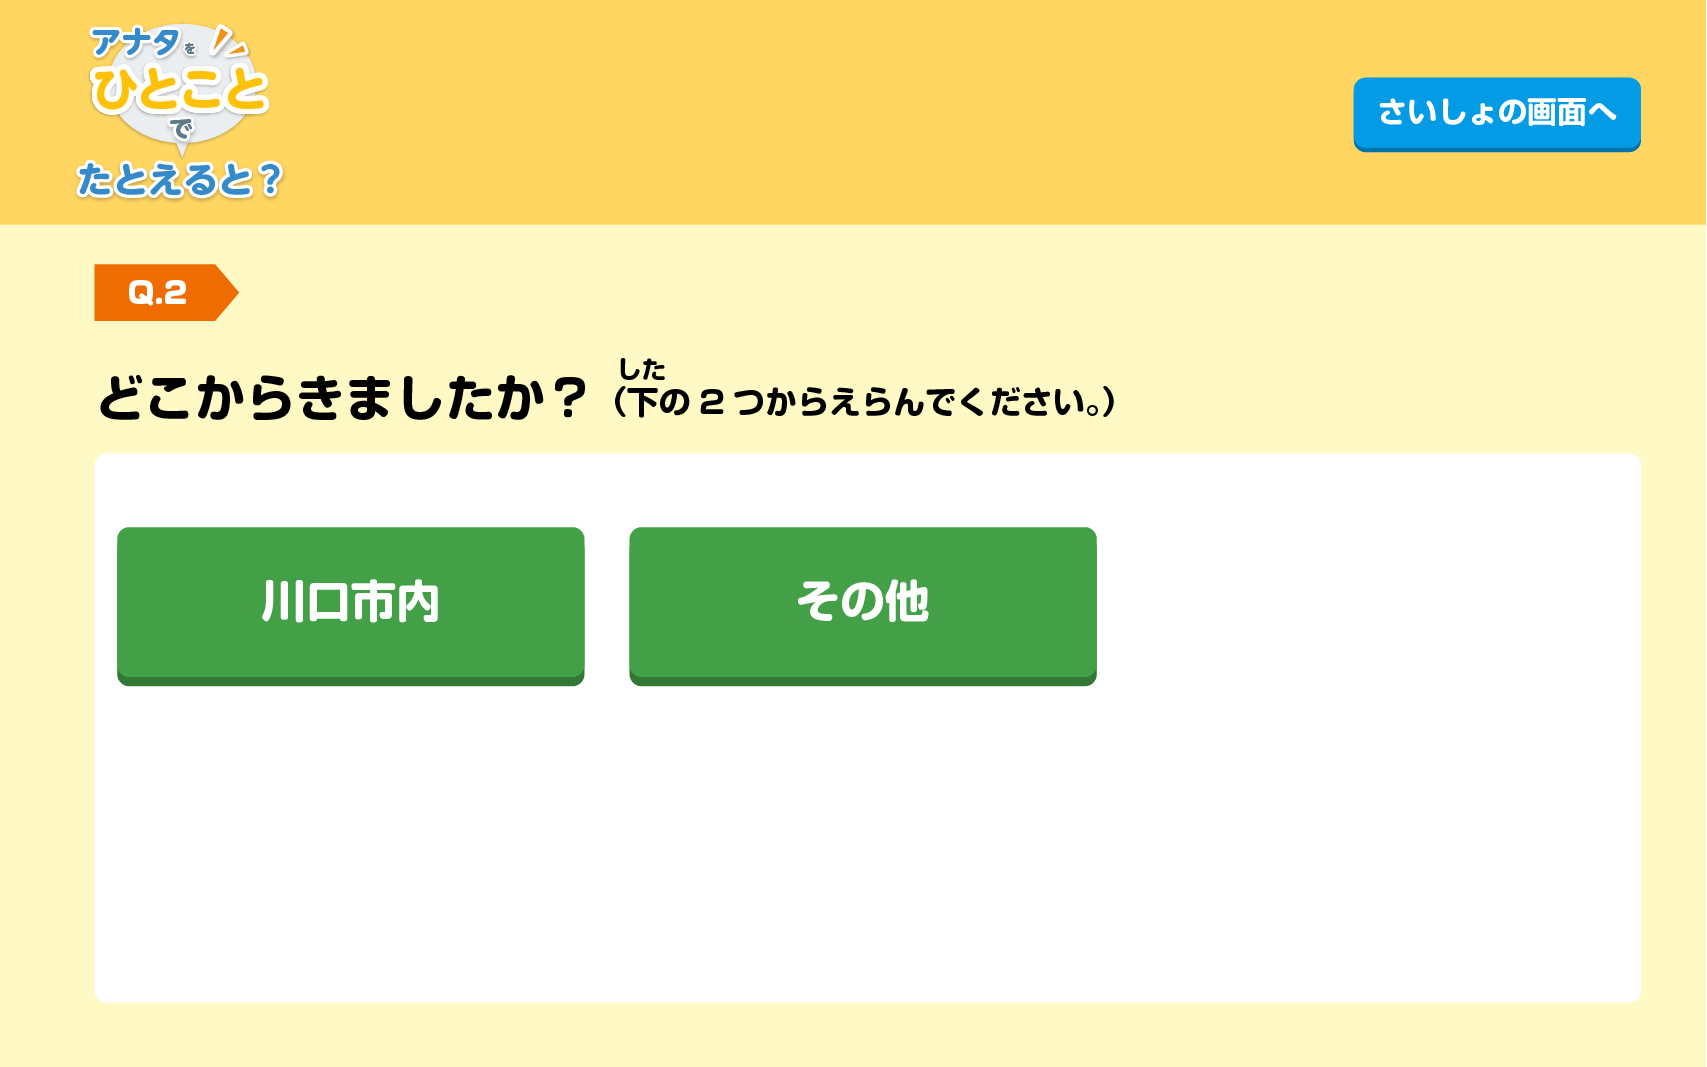 アナタを
ひとこと
で
たとえると？
さいしょの画面へ
Q.2
した
どこからきましたか？（下の2つからえらんでください。）
川口市内
その他